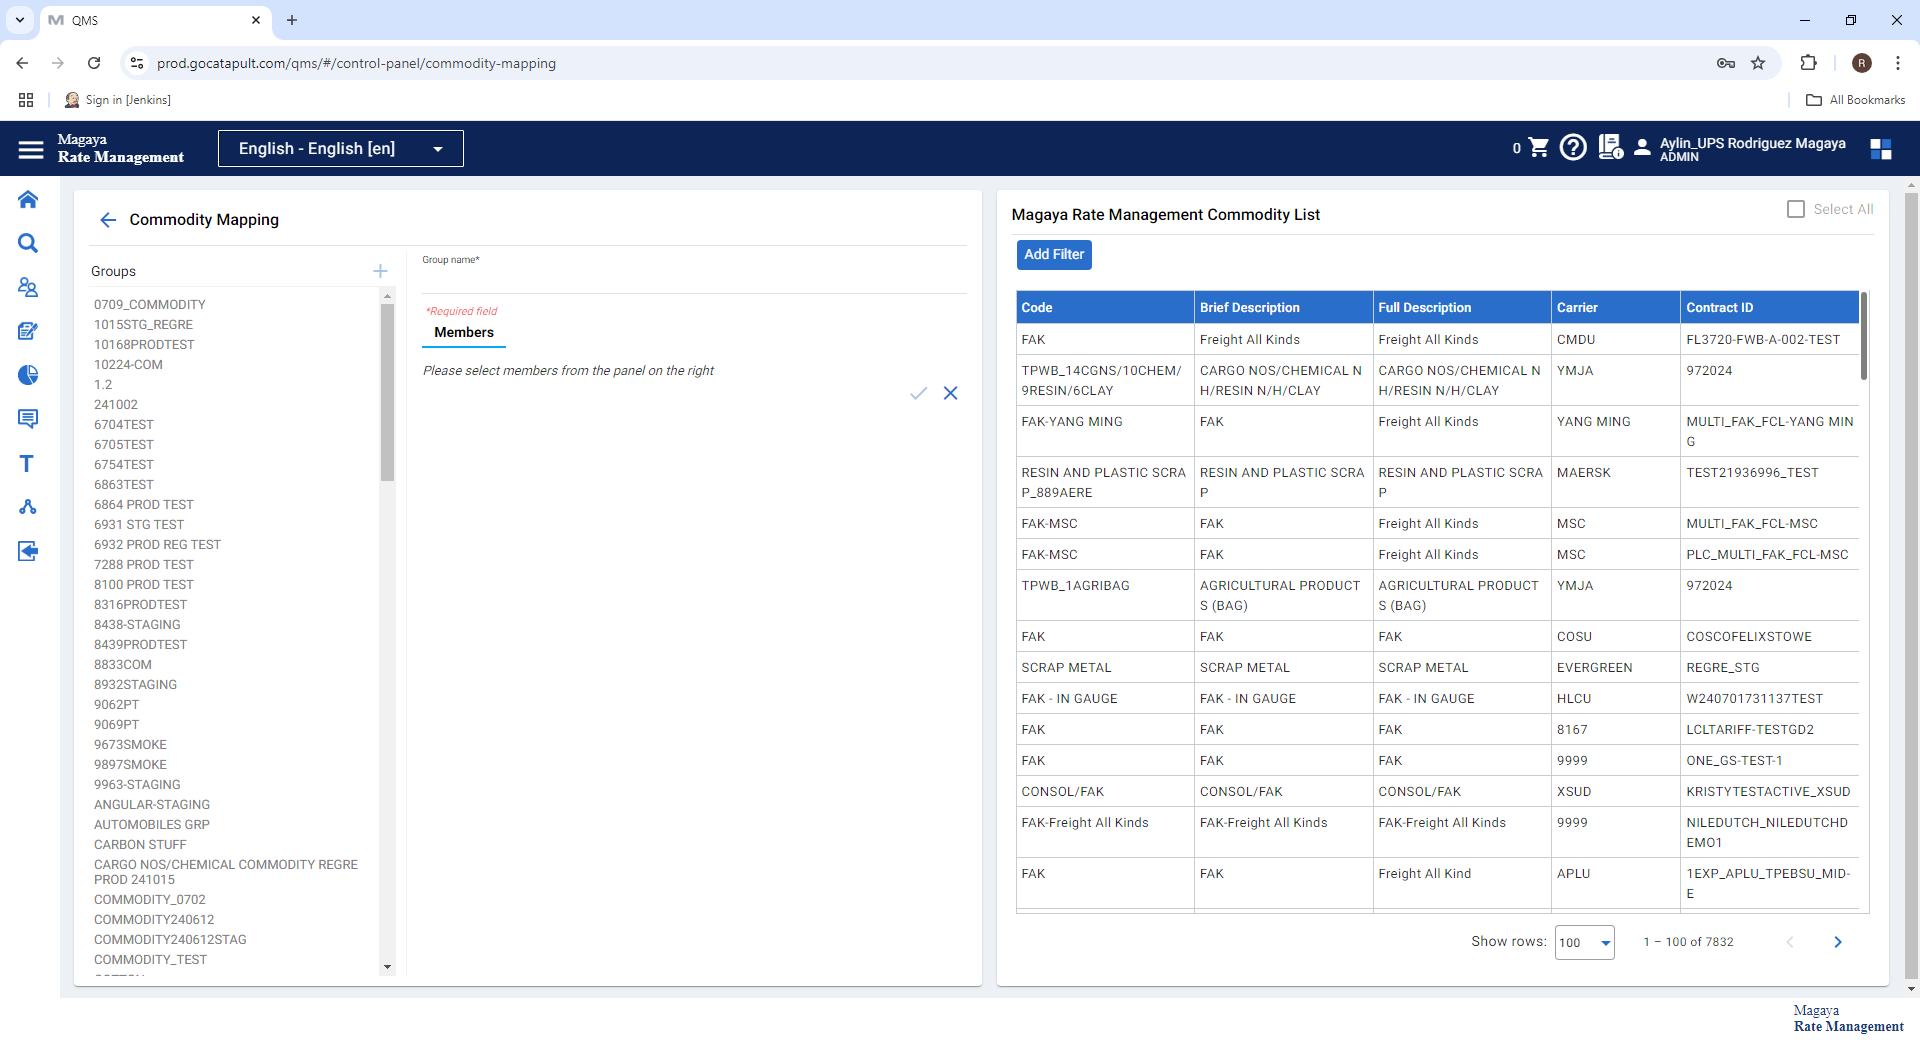 QMS
prod.gocatapult.com/qms/#/control-panel/commodity-mapping
R
Sign in [Jenkins]
All Bookmarks
Magaya
Rate Management
English - English [en]
0
Aylin_UPS Rodriguez Magaya
ADMIN
Commodity Mapping
Groups
0709_COMMODITY
1015STG_REGRE
10168PRODTEST
10224-COM
1.2
241002
6704TEST
6705TEST
6754TEST
6863TEST
6864 PROD TEST
6931 STG TEST
6932 PROD REG TEST
7288 PROD TEST
8100 PROD TEST
8316PRODTEST
8438-STAGING
8439PRODTEST
8833COM
8932STAGING
9062PT
9069PT
9673SMOKE
9897SMOKE
9963-STAGING
ANGULAR-STAGING
AUTOMOBILES GRP
CARBON STUFF
CARGO NOS/CHEMICAL COMMODITY REGRE
PROD 241015
COMMODITY_0702
COMMODITY240612
COMMODITY240612STAG
COMMODITY_TEST
Group name*
*Required field
Members
Please select members from the panel on the right
Magaya Rate Management Commodity List
Select All
Add Filter
Code Brief Description Full Description Carrier Contract ID
FAK Freight All Kinds Freight All Kinds CMDU FL3720-FWB-A-002-TEST
TPWB_14CGNS/10CHEM/ CARGO NOS/CHEMICAL N CARGO NOS/CHEMICAL N YMJA 972024
9RESIN/6CLAY H/RESIN N/H/CLAY H/RESIN N/H/CLAY
FAK-YANG MING FAK Freight All Kinds YANG MING MULTI_FAK_FCL-YANG MIN
G
RESIN AND PLASTIC SCRA RESIN AND PLASTIC SCRA RESIN AND PLASTIC SCRA MAERSK TEST21936996_TEST
P_889AERE P P
FAK-MSC FAK Freight All Kinds MSC MULTI_FAK_FCL-MSC
FAK-MSC FAK Freight All Kinds MSC PLC_MULTI_FAK_FCL-MSC
TPWB_1AGRIBAG AGRICULTURAL PRODUCT AGRICULTURAL PRODUCT YMJA 972024
S (BAG) S (BAG)
FAK FAK FAK COSU COSCOFELIXSTOWE
SCRAP METAL SCRAP METAL SCRAP METAL EVERGREEN REGRE_STG
FAK - IN GAUGE FAK - IN GAUGE FAK - IN GAUGE HLCU W240701731137TEST
FAK FAK FAK 8167 LCLTARIFF-TESTGD2
FAK FAK FAK 9999 ONE_GS-TEST-1
CONSOL/FAK CONSOL/FAK CONSOL/FAK XSUD KRISTYTESTACTIVE_XSUD
FAK-Freight All Kinds FAK-Freight All Kinds FAK-Freight All Kinds 9999 NILEDUTCH_NILEDUTCHD
EMO1
FAK FAK Freight All Kind APLU 1EXP_APLU_TPEBSU_MID-
E
Show rows: 100 1 – 100 of 7832
Magaya
Rate Management